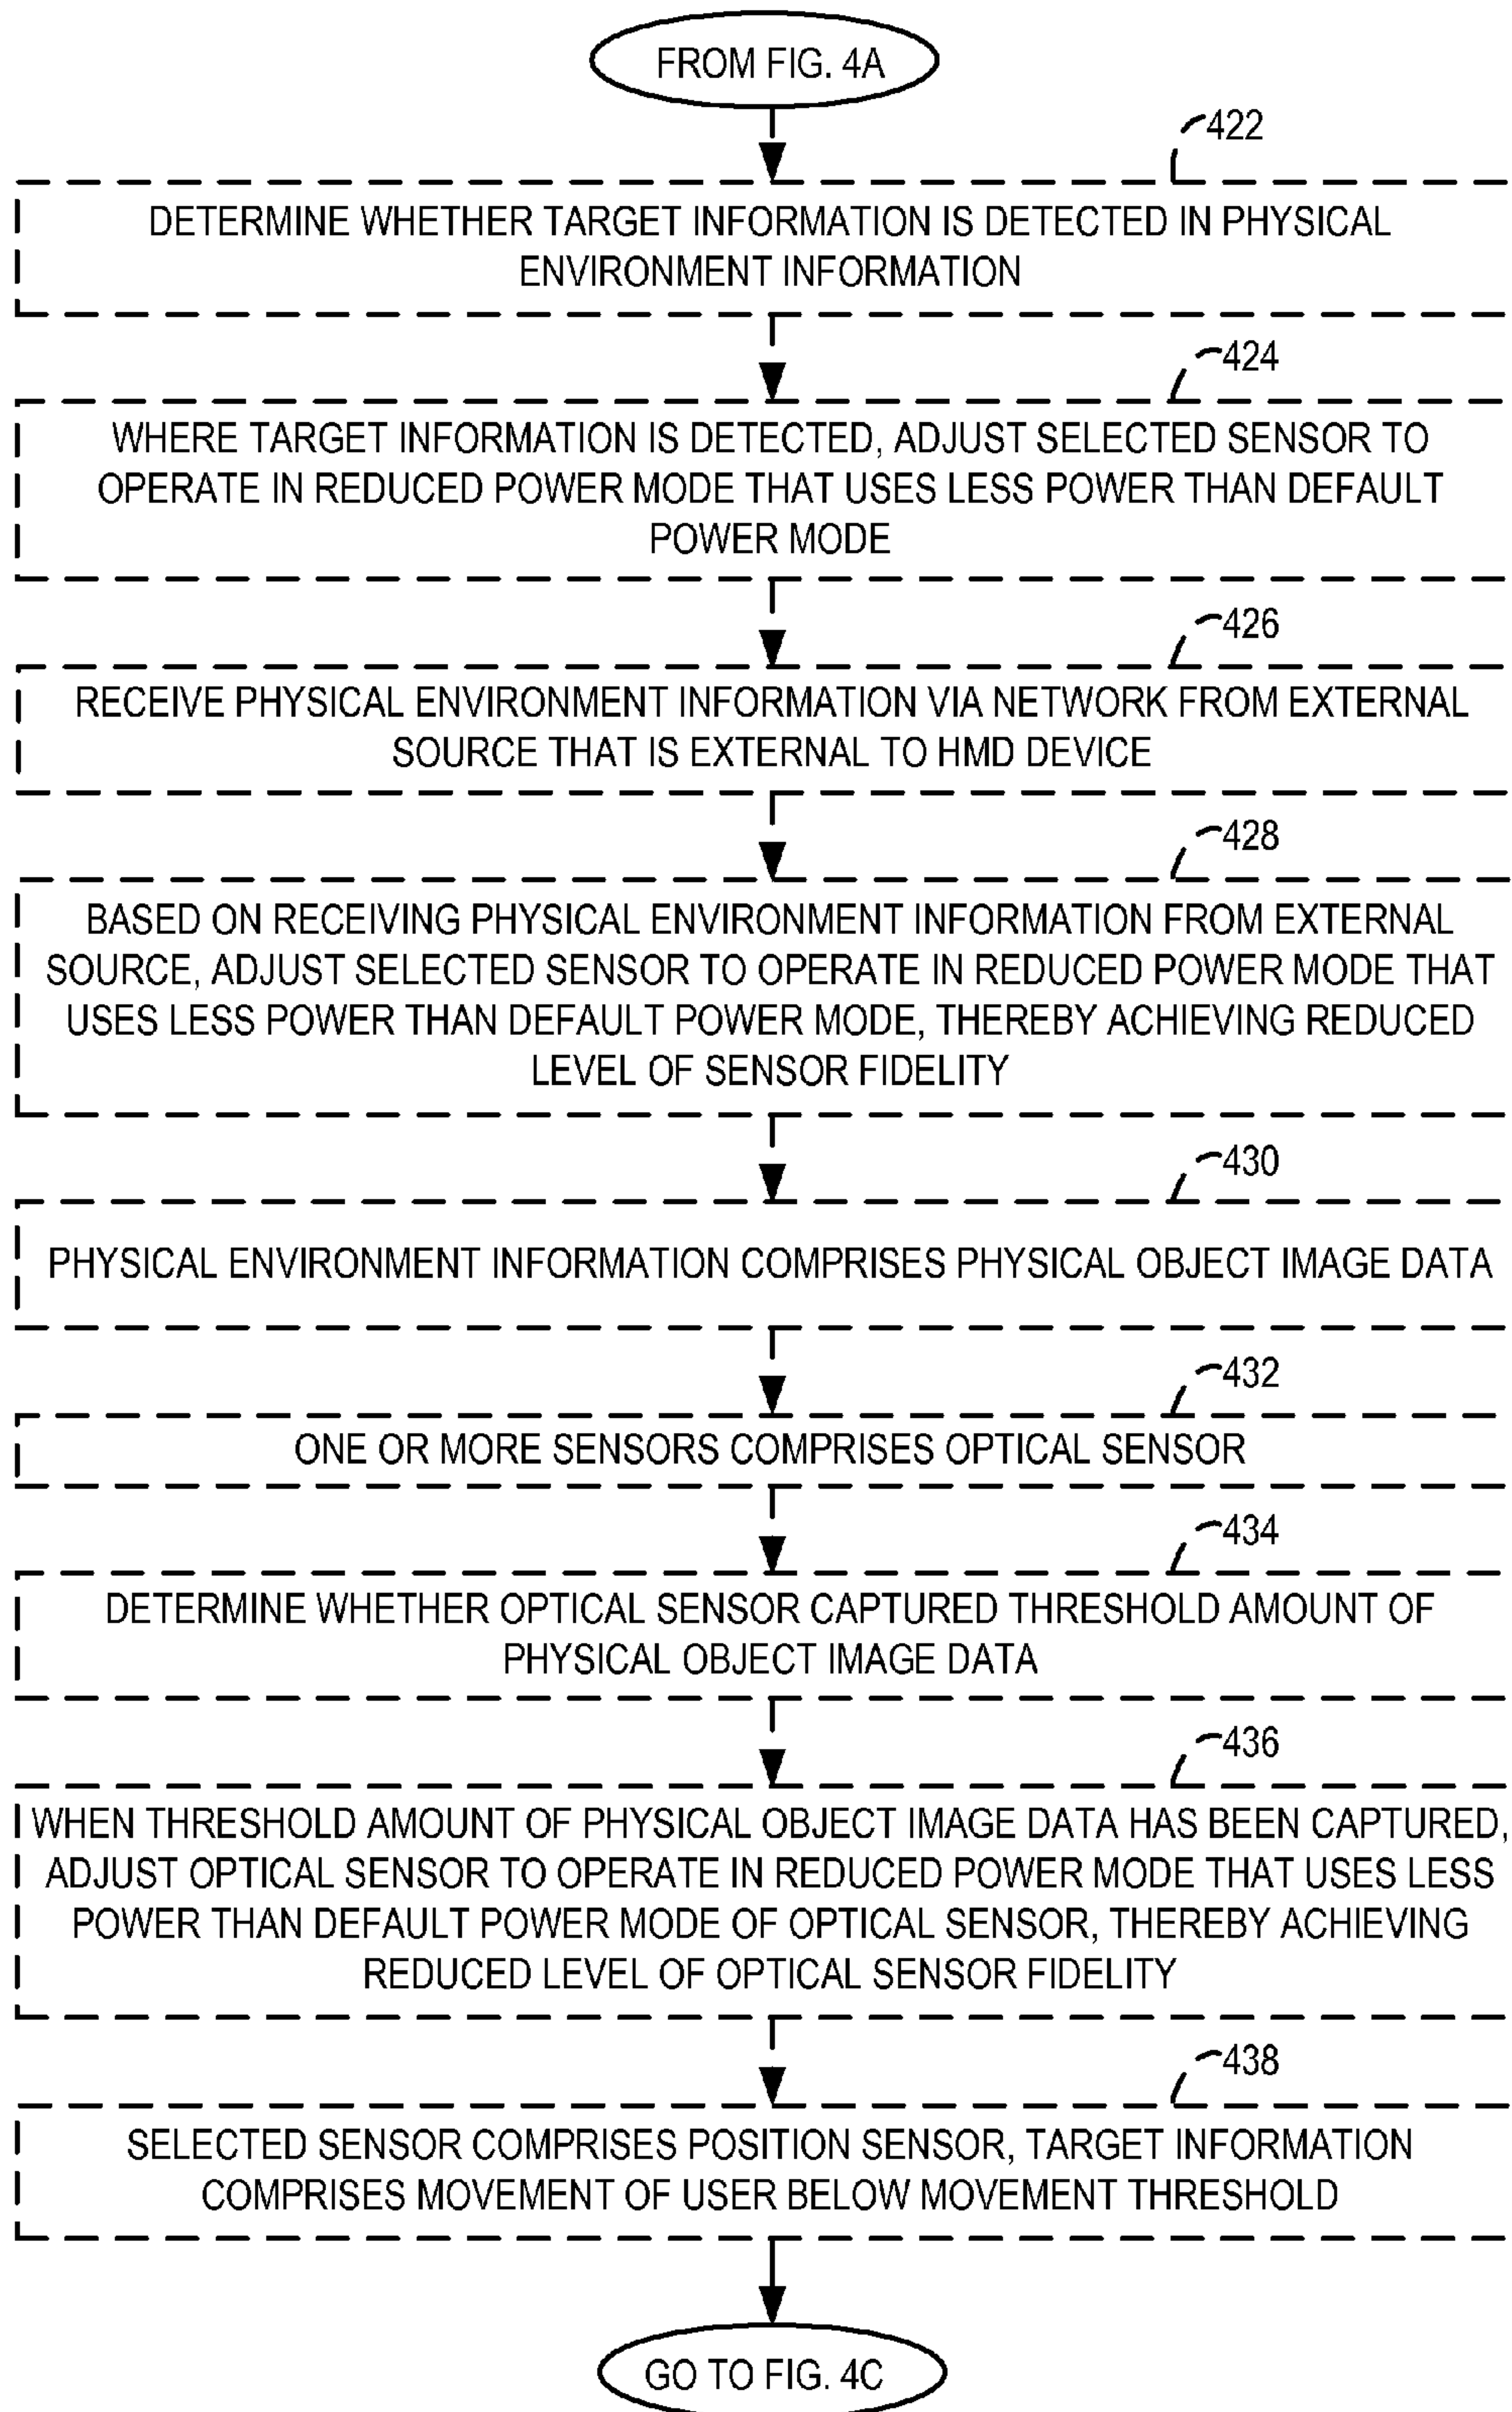 FROM FIG. 4A
422
DETERMINE WHETHER TARGET INFORMATION IS DETECTED IN PHYSICAL
ENVIRONMENT INFORMATION
424
WHERE TARGET INFORMATION IS DETECTED, ADJUST SELECTED SENSOR TO
OPERATE IN REDUCED POWER MODE THAT USES LESS POWER THAN DEFAULT
POWER MODE
426
RECEIVE PHYSICAL ENVIRONMENT INFORMATION VIA NETWORK FROM EXTERNAL
SOURCE THAT IS EXTERNAL TO HMD DEVICE
428
BASED ON RECEIVING PHYSICAL ENVIRONMENT INFORMATION FROM EXTERNAL
SOURCE, ADJUST SELECTED SENSOR TO OPERATE IN REDUCED POWER MODE THAT
USES LESS POWER THAN DEFAULT POWER MODE, THEREBY ACHIEVING REDUCED
LEVEL OF SENSOR FIDELITY
430
PHYSICAL ENVIRONMENT INFORMATION COMPRISES PHYSICAL OBJECT IMAGE DATA
432
ONE OR MORE SENSORS COMPRISES OPTICAL SENSOR
434
DETERMINE WHETHER OPTICAL SENSOR CAPTURED THRESHOLD AMOUNT OF
PHYSICAL OBJECT IMAGE DATA
436
WHEN THRESHOLD AMOUNT OF PHYSICAL OBJECT IMAGE DATA HAS BEEN CAPTURED,
ADJUST OPTICAL SENSOR TO OPERATE IN REDUCED POWER MODE THAT USES LESS
POWER THAN DEFAULT POWER MODE OF OPTICAL SENSOR, THEREBY ACHIEVING
REDUCED LEVEL OF OPTICAL SENSOR FIDELITY
438
SELECTED SENSOR COMPRISES POSITION SENSOR, TARGET INFORMATION
COMPRISES MOVEMENT OF USER BELOW MOVEMENT THRESHOLD
GO TO FIG. 4C